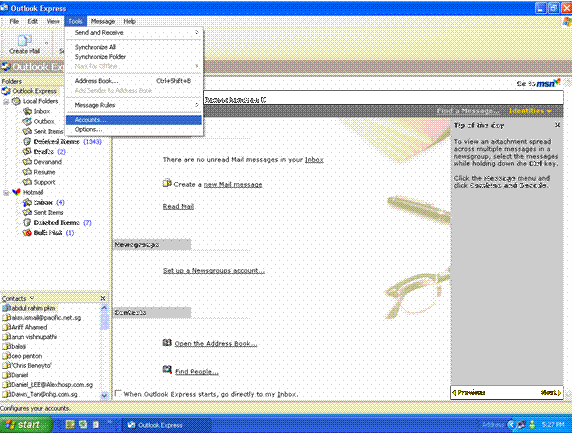 Outlook Express
File Edit View Tools Message Help
Create Mail
Send and Receive
Synchronize All
Synchronize Folder
Mark for Offline
Address Book... Ctrl+Shift+B
Add Sender to Address Book
Message Rules
Accounts...
Options...
Outlook Express
Folders
Outlook Express
Local Folders
Inbox
Outbox
Sent Items
Deleted Items (1343)
Drafts (2)
Devanand
Resume
Support
Hotmail
Inbox (4)
Sent Items
Deleted Items (7)
Bulk Mail (1)
Go to msn
Find a Message... Identities
There are no unread Mail messages in your Inbox
Create a new Mail message
Read Mail
Newsgroups
Set up a Newsgroups account...
Contacts
Open the Address Book...
Find People...
When Outlook Express starts, go directly to my Inbox.
Tip of the day
To view an attachment spread
across multiple messages in a
newsgroup, select the messages
while holding down the Ctrl key.
Click the Message menu and
click Combine and Decode.
Previous Next
Contacts
abdul rahim pkm
akm.ismail@pacific.net.sg
Ariff Ahamed
arun vishnupathi
balaji
ceo penton
'Chris Beneyto'
Daniel
Daniel_LEE@Alexhosp.com.sg
Dawn_Tan@nhg.com.sg
Configures your accounts.
start
Outlook Express
Address
5:27 PM